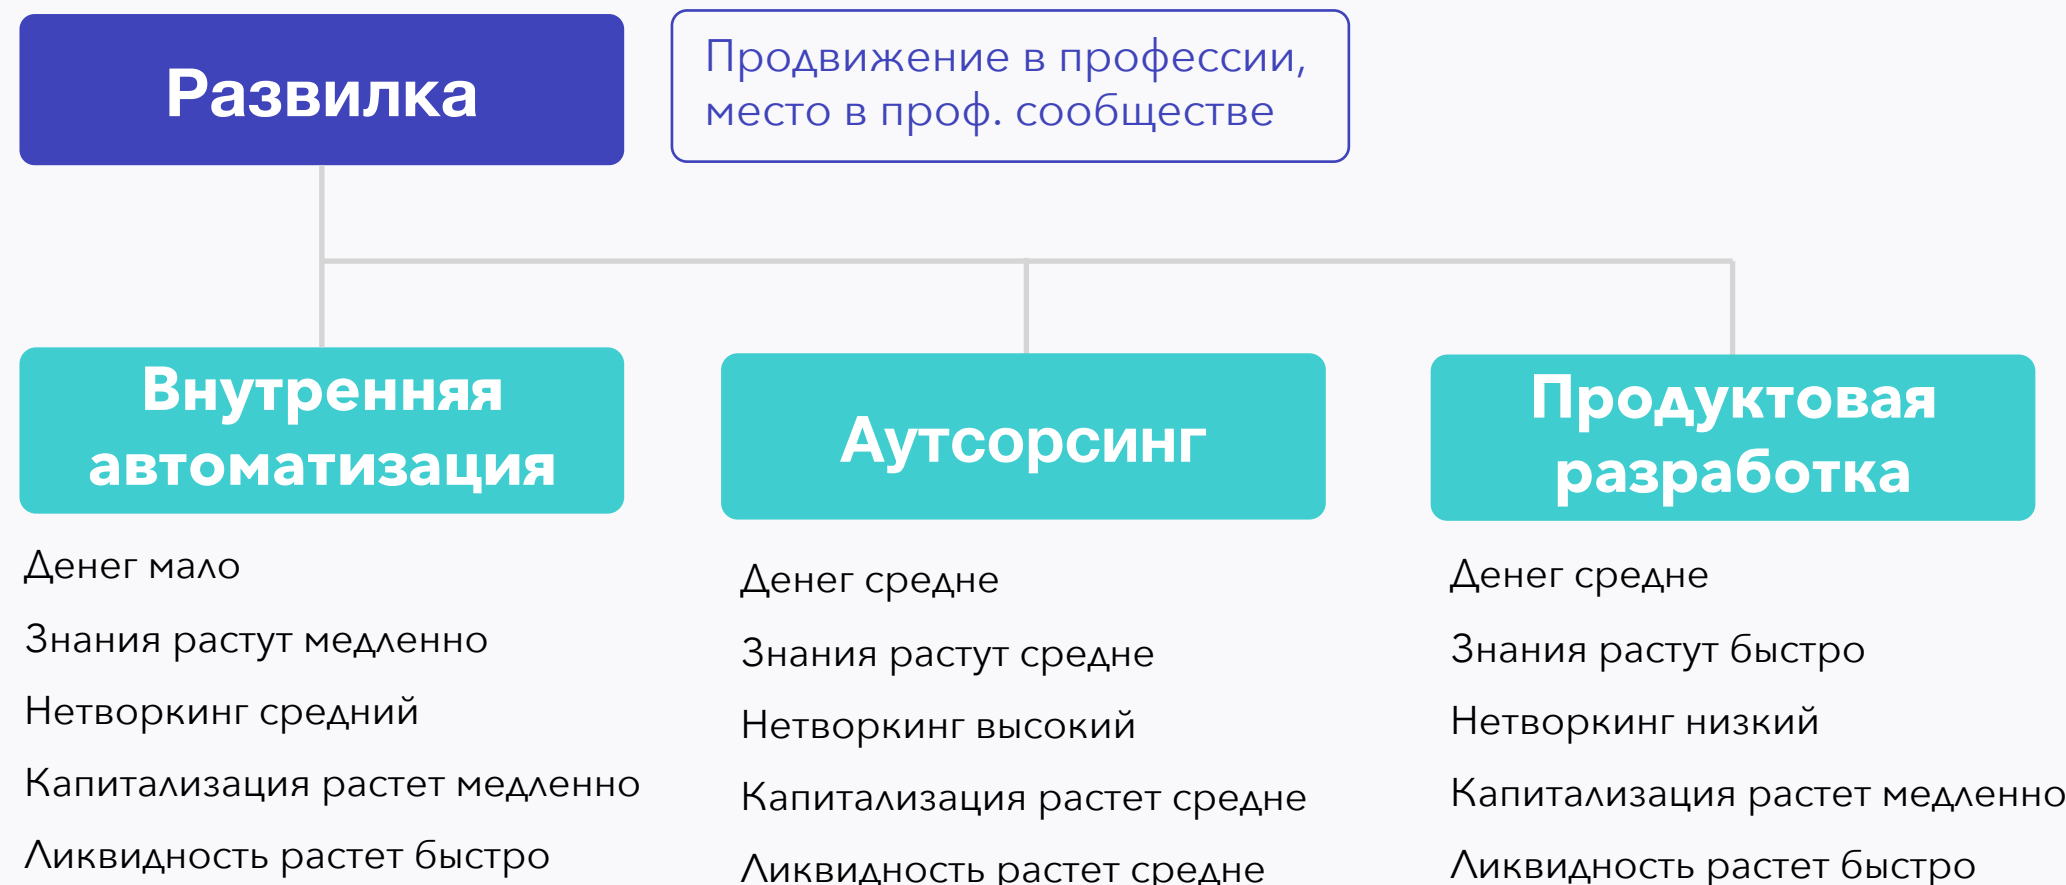 Развилка
Продвижение в профессии,
место в проф. сообществе
Внутренняя
автоматизация
Денег мало
Знания растут медленно
Нетворкинг средний
Капитализация растет медленно
Ликвидность растет быстро
Аутсорсинг
Денег средне
Знания растут средне
Нетворкинг высокий
Капитализация растет средне
Ликвидность растет средне
Продуктовая
разработка
Денег средне
Знания растут быстро
Нетворкинг низкий
Капитализация растет медленно
Ликвидность растет быстро